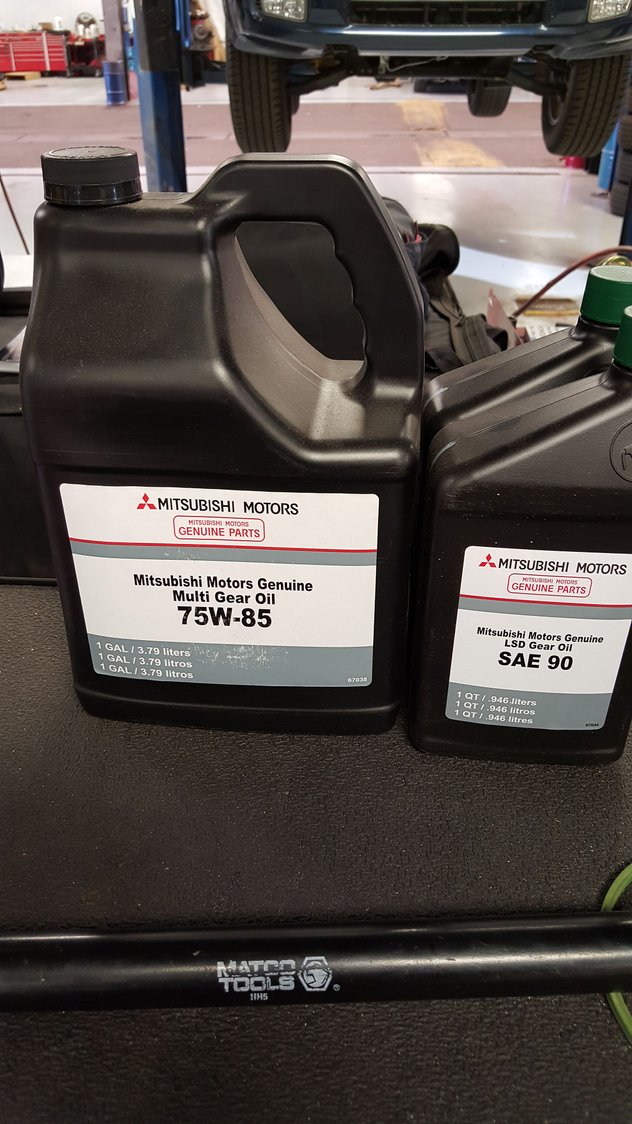 MITSUBISHI MOTORS
MITSUBISHI MOTORS
GENUINE PARTS
Mitsubishi Motors Genuine
Multi Gear Oil
75W-85
1 GAL / 3.79 liters
1 GAL / 3.79 litros
1 GAL / 3.79 litros
67038
MITSUBISHI MOTORS
MITSUBISHI MOTORS
GENUINE PARTS
Mitsubishi Motors Genuine
LSD Gear Oil
SAE 90
1 QT / .946 liters
1 QT / .946 litros
1 QT / .946 litres
MATCO
TOOLS